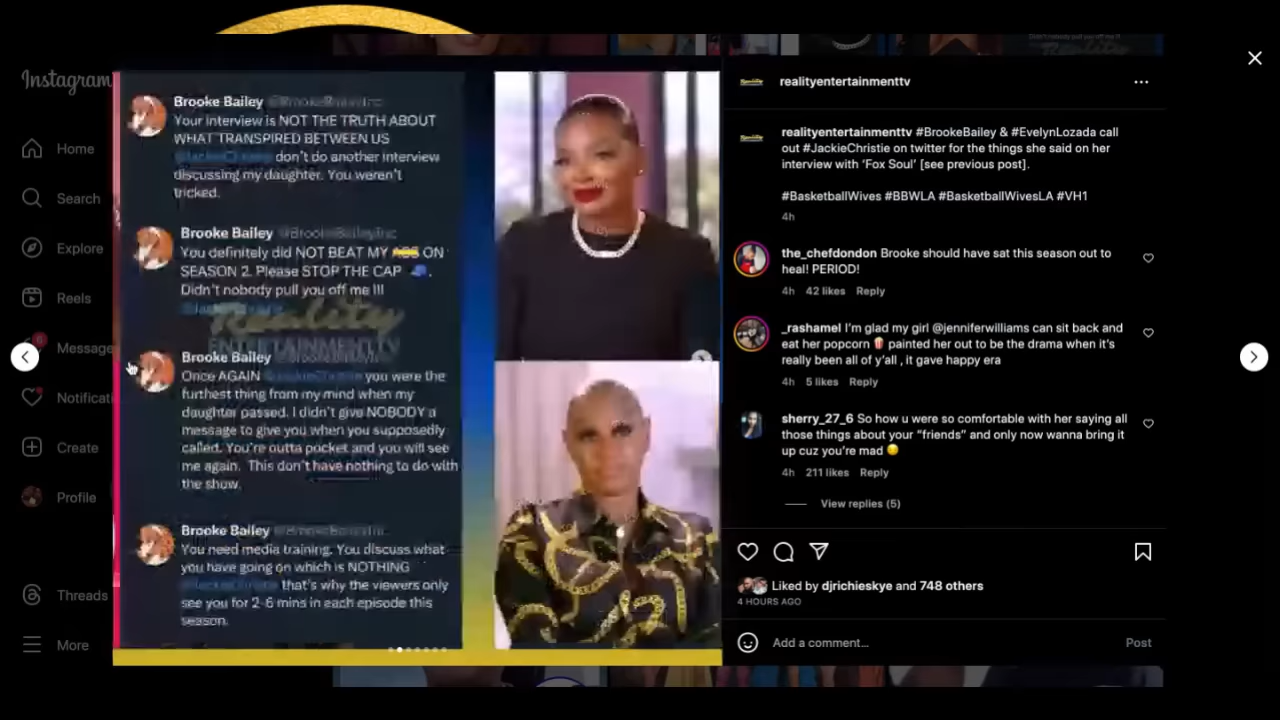 Instagram
Home
Search
Explore
Reels
Message
Notificat
Create
Profile
Threads
More
Brooke Bailey
Your interview is NOT THE TRUTH ABOUT
WHAT TRANSPIRED BETWEEN US
don't do another interview
discussing my daughter. You weren't
tricked.
Brooke Bailey @BrookeBaileyInc
You definitely did NOT BEAT MY ON
SEASON 2. Please STOP THE CAP 🧢.
Didn't nobody pull you off me !!!
Reality
ENTERTAINMENTTV
Brooke Bailey
Once AGAIN you were the
furthest thing from my mind when my
daughter passed. I didn't give NOBODY a
message to give you when you supposedly
called. You're outta pocket and you will see
me again. This don't have nothing to do with
the show.
Brooke Bailey
You need media training. You discuss what
you have going on which is NOTHING
that's why the viewers only
see you for 2-6 mins in each episode this
season.
realityentertainmenttv
realityentertainmenttv #BrookeBailey & #EvelynLozada call
out #JackieChristie on twitter for the things she said on her
interview with ‘Fox Soul’ [see previous post].
#BasketballWives #BBWLA #BasketballWivesLA #VH1
4h
the_chefdondon Brooke should have sat this season out to
heal! PERIOD!
4h 42 likes Reply
_rashamel I'm glad my girl @jenniferwilliams can sit back and
eat her popcorn 🍿 painted her out to be the drama when it's
really been all of y'all , it gave happy era
4h 5 likes Reply
sherry_27_6 So how u were so comfortable with her saying all
those things about your “friends” and only now wanna bring it
up cuz you're mad 🙄
4h 211 likes Reply
View replies (5)
Liked by djrichieskye and 748 others
4 HOURS AGO
Add a comment...
Post